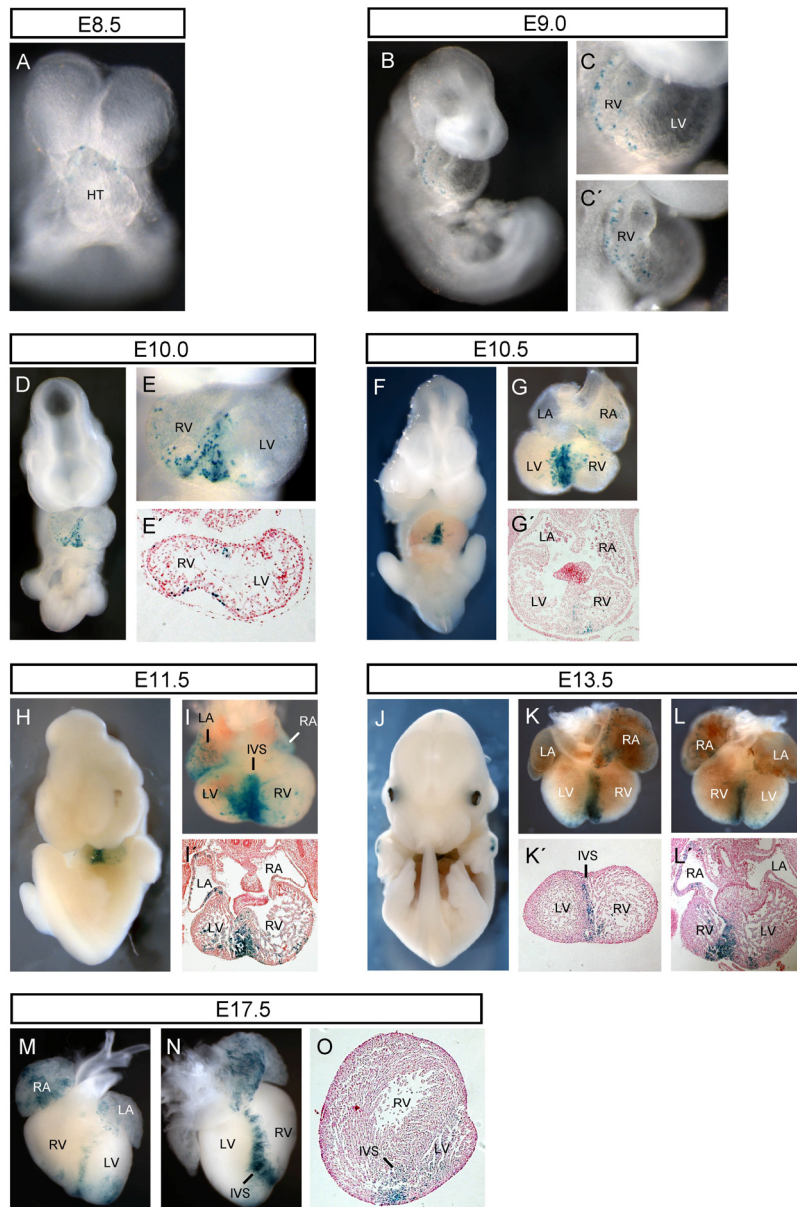 E8.5
A
HT
E9.0
B
C
RV
LV
C´
RV
E10.0
D
E
RV
LV
E´
RV
LV
E10.5
F
G
LA
RA
LV
RV
G´
LA
RA
LV
RV
E11.5
H
I
LA
RA
IVS
LV
RV
I´
RA
LA
LV
RV
E13.5
J
K
LA
RA
LV
RV
L
RA
LA
RV
LV
K´
IVS
LV
RV
L´
RA
LA
RV
LV
E17.5
M
RA
LA
RV
LV
N
LV
RV
IVS
O
RV
LV
IVS